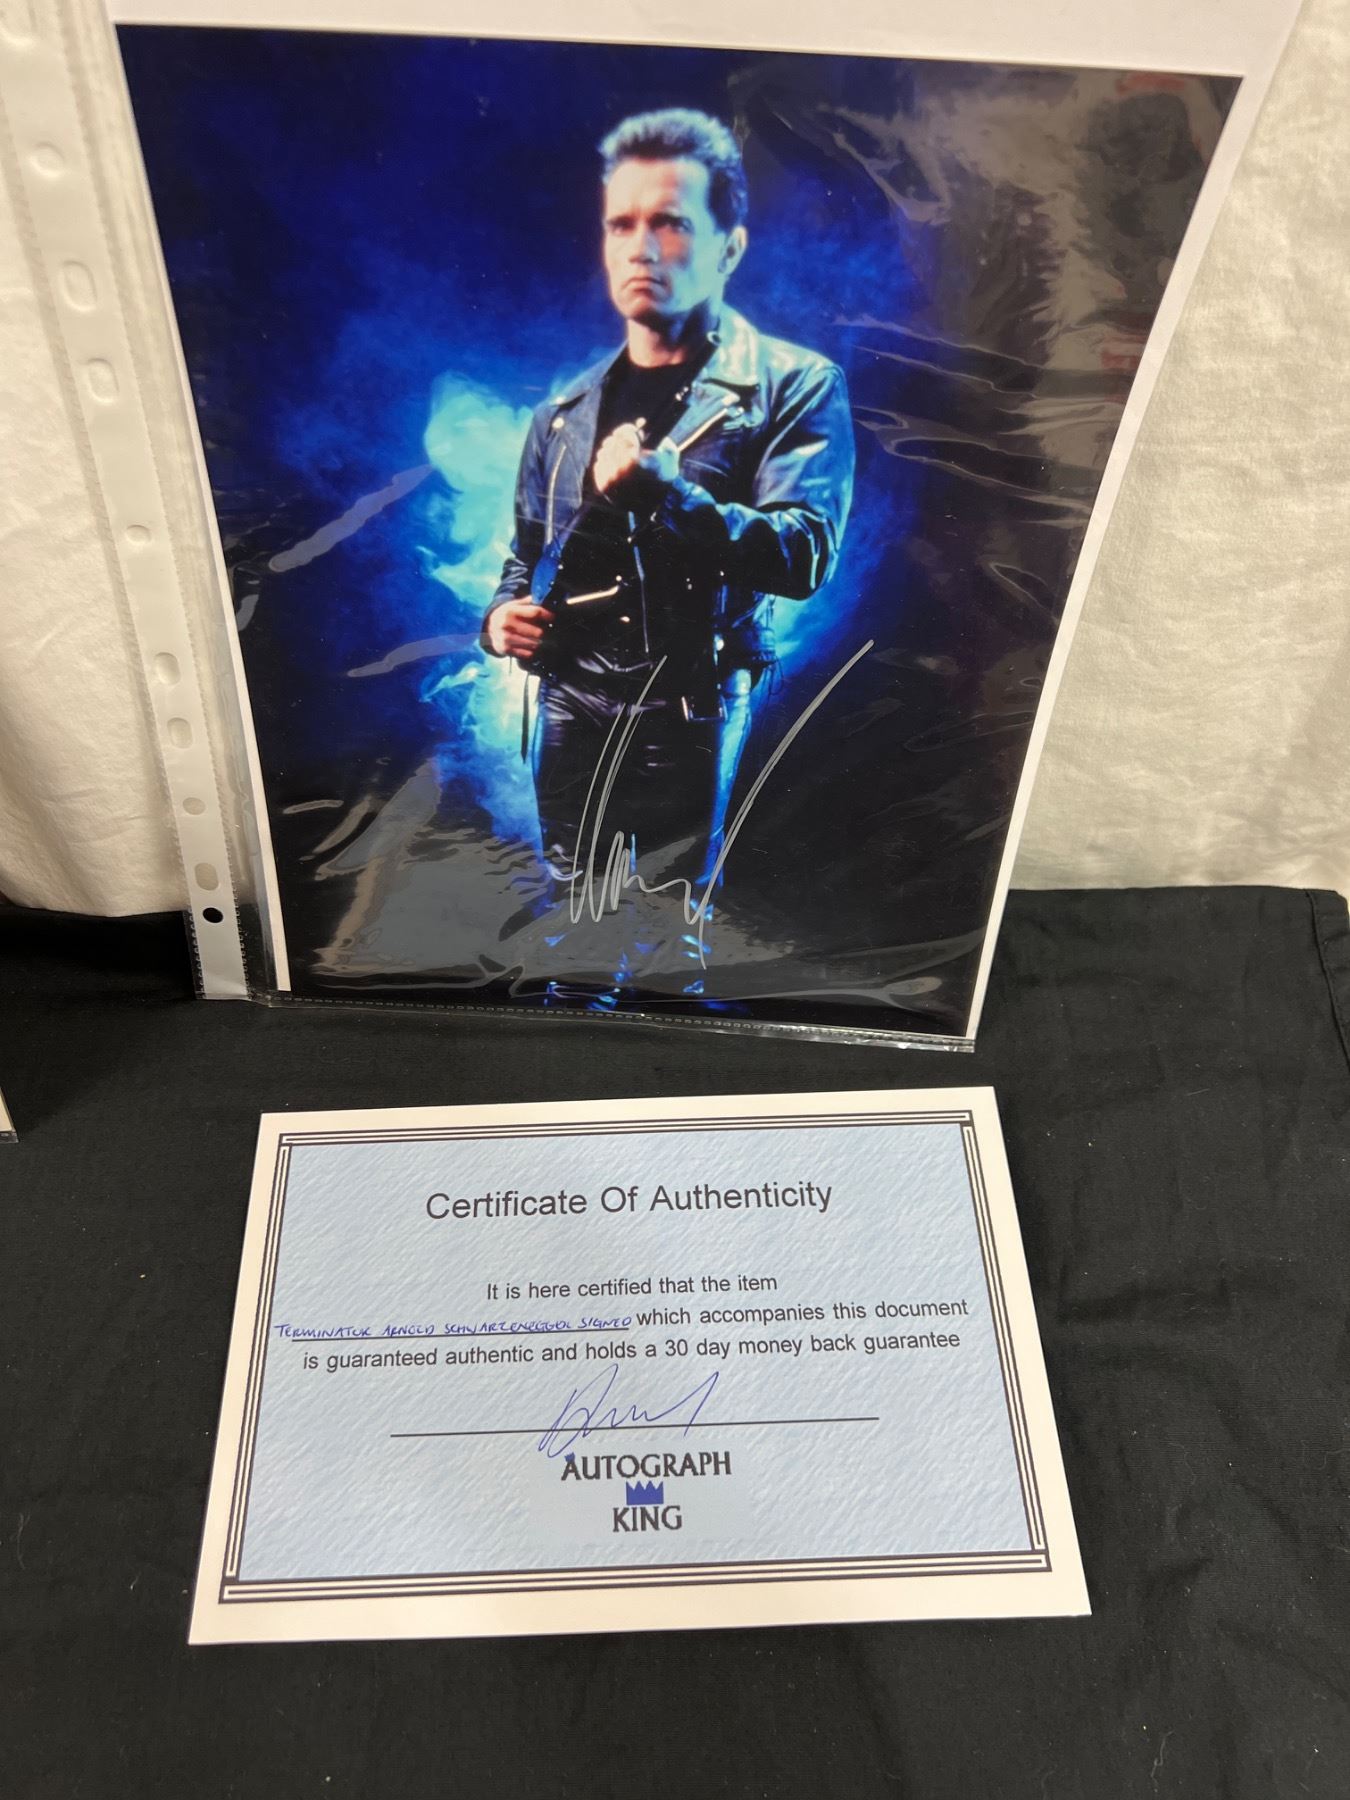 Certificate Of Authenticity
It is here certified that the item
TERMINATOR ARNOLD SCHWARZENEGGOR SIGNED which accompanies this document
is guaranteed authentic and holds a 30 day money back guarantee
AUTOGRAPH
KING